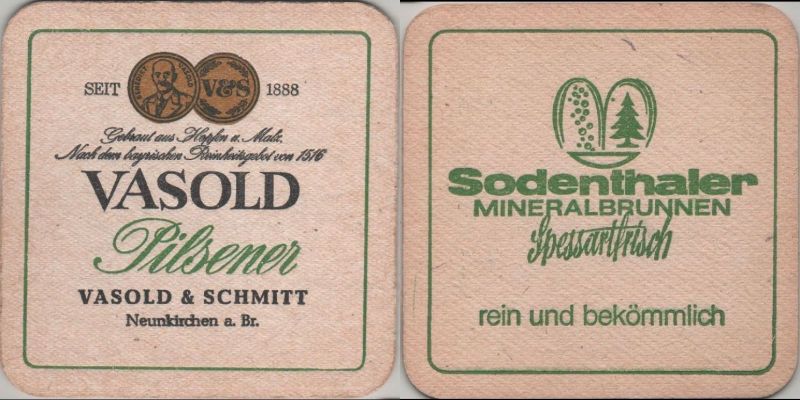 SEIT
V&S
1888
Gebraut aus Hopfen u. Malz.
Nach dem bayrischen Reinheitsgebot von 1516
VASOLD
Pilsener
VASOLD & SCHMITT
Neunkirchen a. Br.
Sodenthaler
MINERALBRUNNEN
Spessartfrisch
rein und bekömmlich